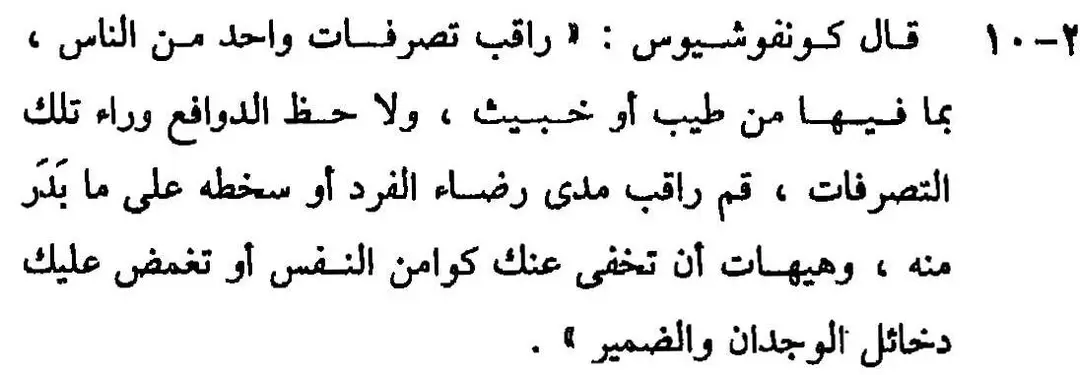 ٢-١٠ قال كونفوشيوس : « راقب تصرفات واحد من الناس ،
بما فيها من طيب أو خبيث ، ولا حظ الدوافع وراء تلك
التصرفات ، قم راقب مدى رضاء الفرد أو سخطه على ما بَدَر
منه ، وهيهات أن تخفى عنك كوامن النفس أو تغمض عليك
دخائل الوجدان والضمير » .